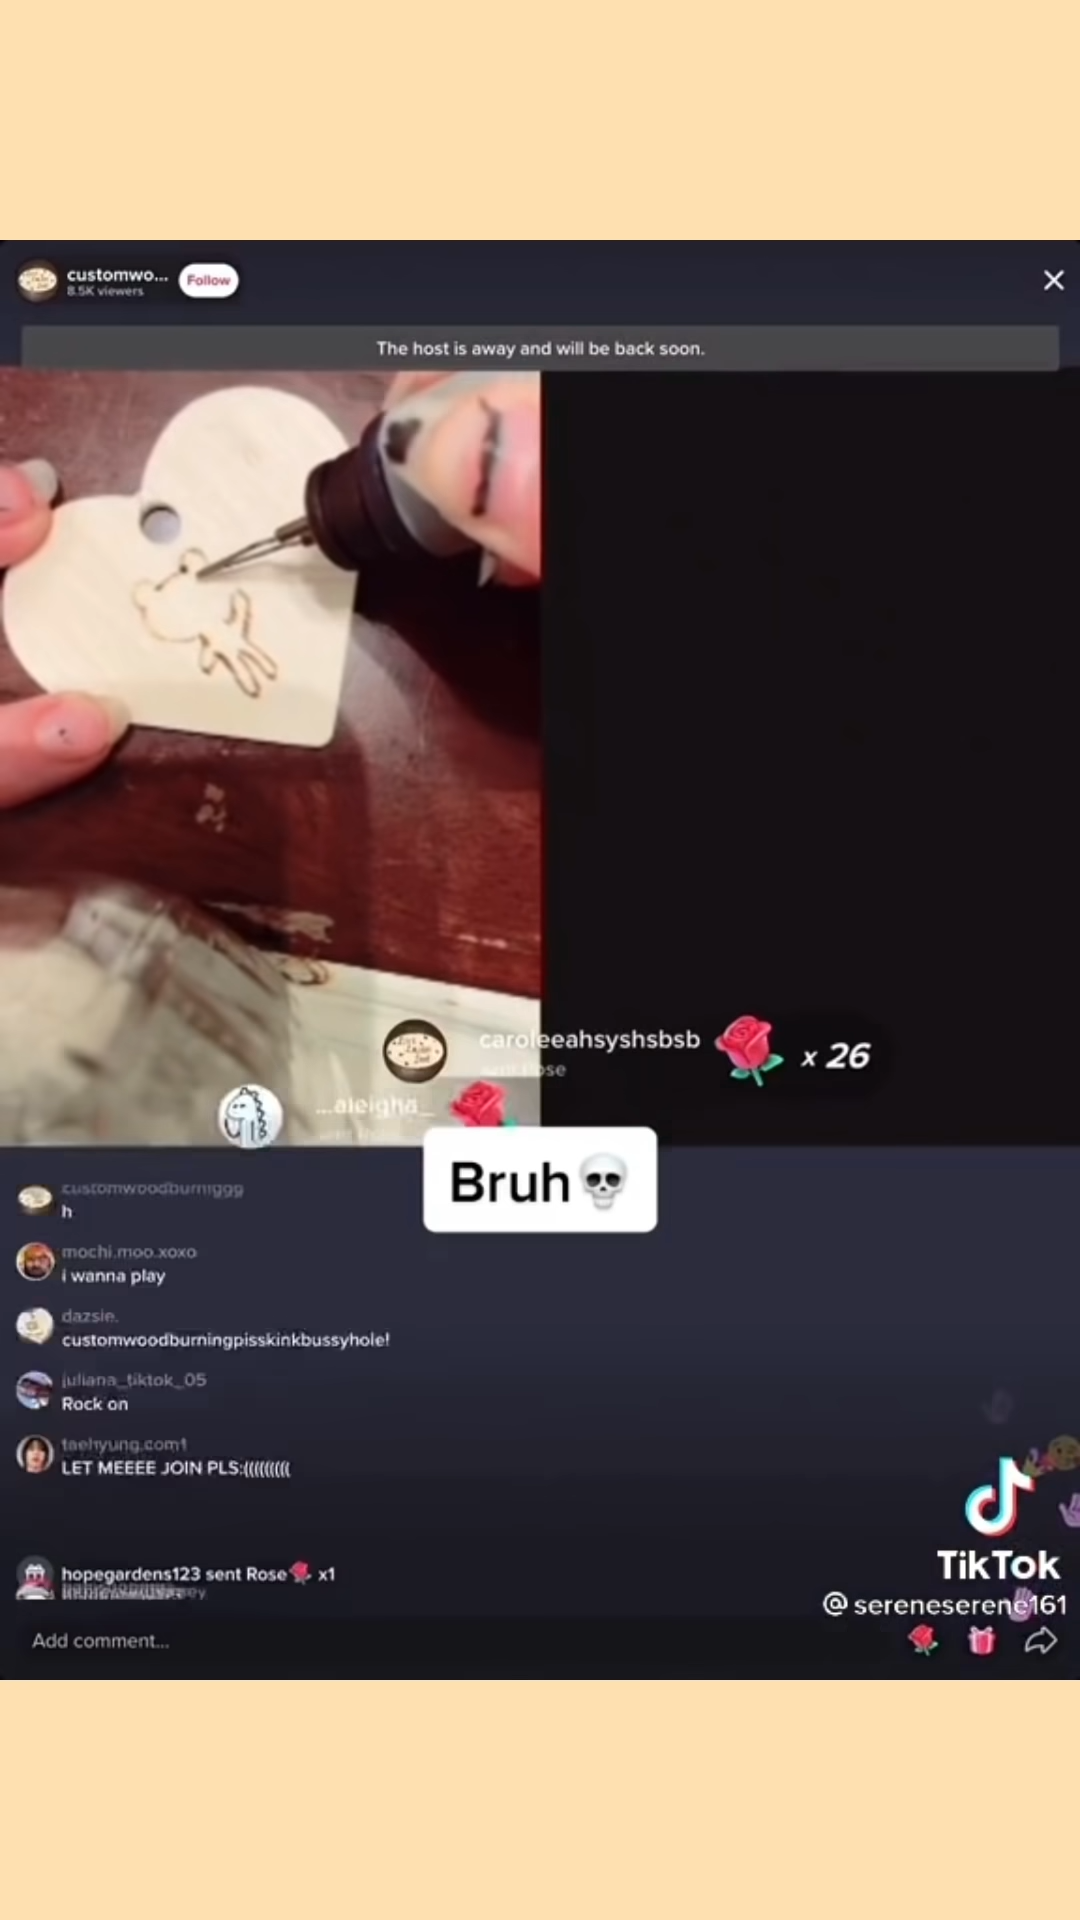 customwo...
8.5K viewers
Follow
The host is away and will be back soon.
caroleeahsyshsbsb
sent Rose
x 26
...aleigha_
Bruh💀
customwoodburniggg
h
mochi.moo.xoxo
i wanna play
dazsie.
customwoodburningpisskinkbussyhole!
juliana_tiktok_05
Rock on
taehyung.com1
LET MEEEE JOIN PLS:(((((((((
hopegardens123 sent Rose🌹 x1
TikTok
@sereneserene161
Add comment...